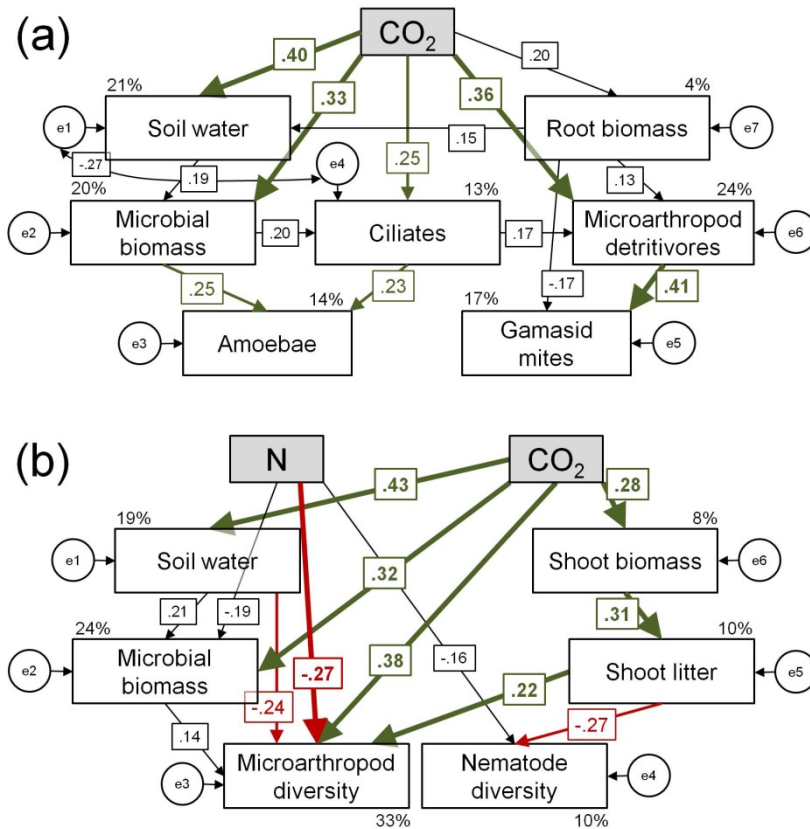 (a)
CO₂
.40
.20
21%
.33
.36
4%
e1
Soil water
Root biomass
e7
.15
-.27
.19
e4
.25
.13
20%
13%
24%
e2
Microbial
biomass
.20
Ciliates
.17
Microarthropod
detritivores
e6
.25
.23
-.17
.41
14%
17%
e3
Amoebae
Gamasid
mites
e5
(b)
N
CO₂
.43
.28
19%
8%
e1
Soil water
Shoot biomass
e6
.32
.21
-.19
.31
24%
10%
e2
Microbial
biomass
.38
-.16
Shoot litter
e5
-.27
.22
-.24
-.27
.14
e3
Microarthropod
diversity
Nematode
diversity
e4
33%
10%